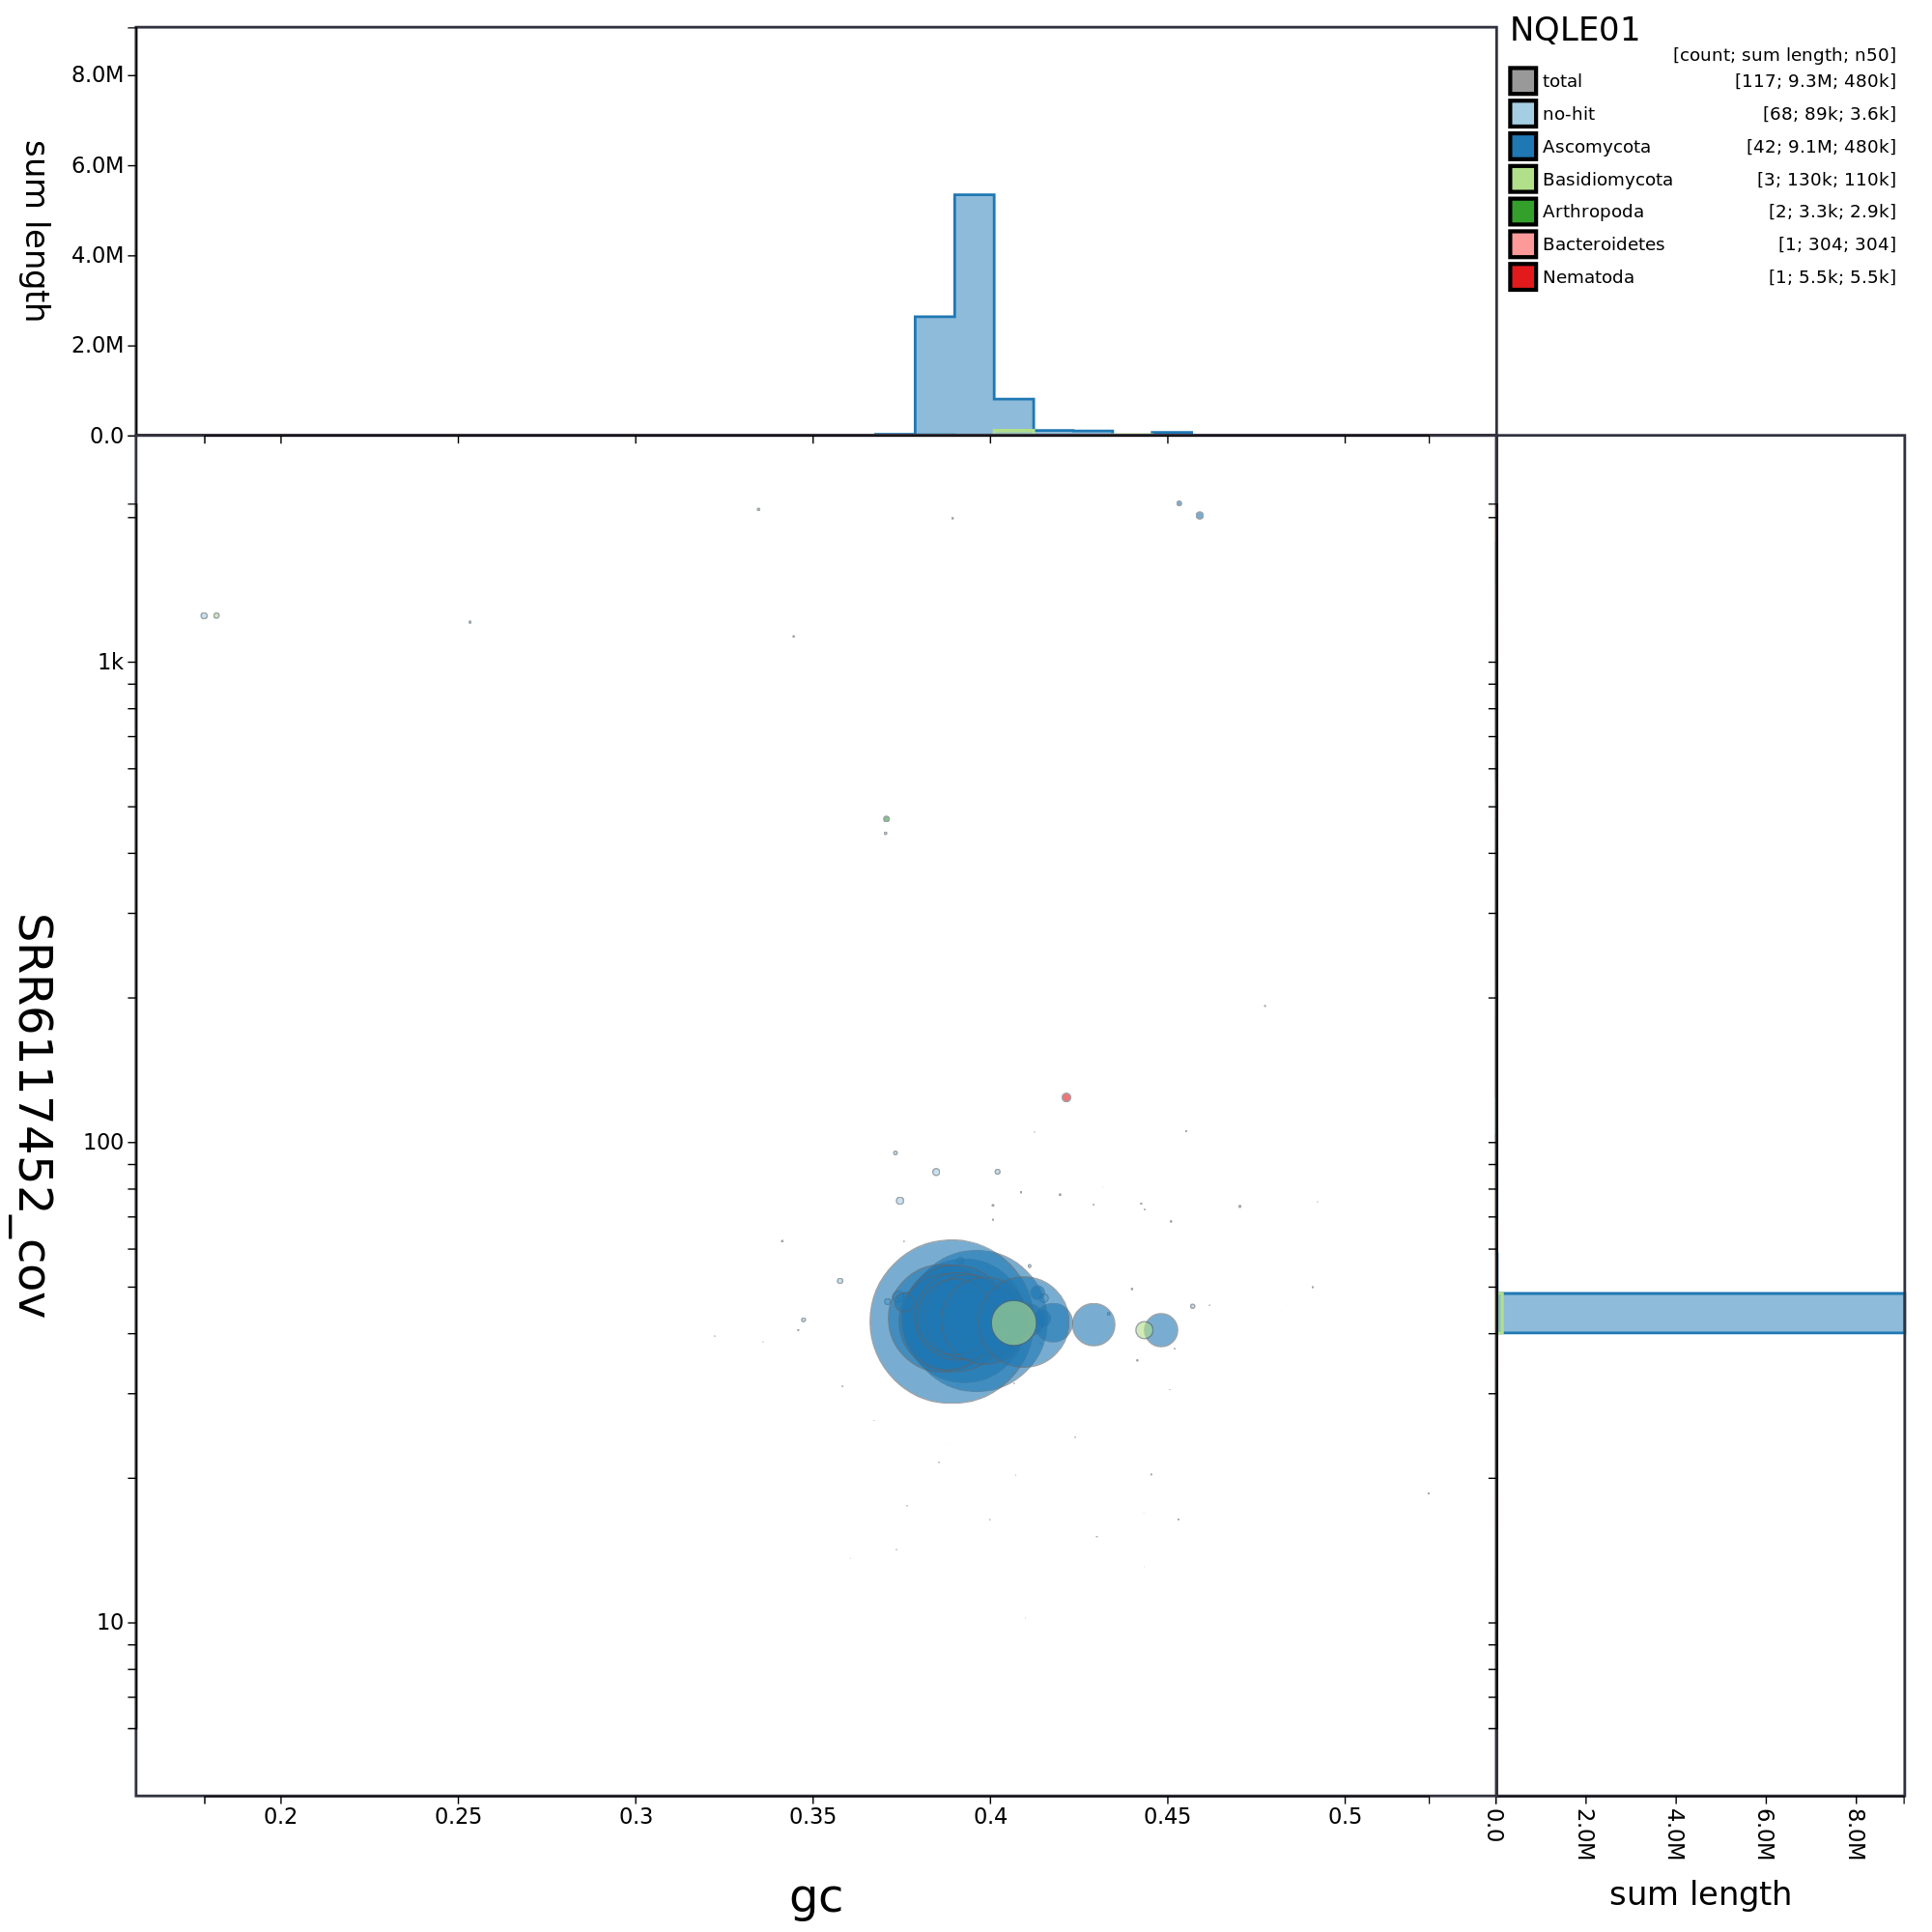 NQLE01
[count; sum length; n50]
total [117; 9.3M; 480k]
no-hit [68; 89k; 3.6k]
Ascomycota [42; 9.1M; 480k]
Basidiomycota [3; 130k; 110k]
Arthropoda [2; 3.3k; 2.9k]
Bacteroidetes [1; 304; 304]
Nematoda [1; 5.5k; 5.5k]
sum length
8.0M
6.0M
4.0M
2.0M
0.0
SRR6117452_cov
1k
100
10
0.2 0.25 0.3 0.35 0.4 0.45 0.5
gc
0.0 2.0M 4.0M 6.0M 8.0M
sum length